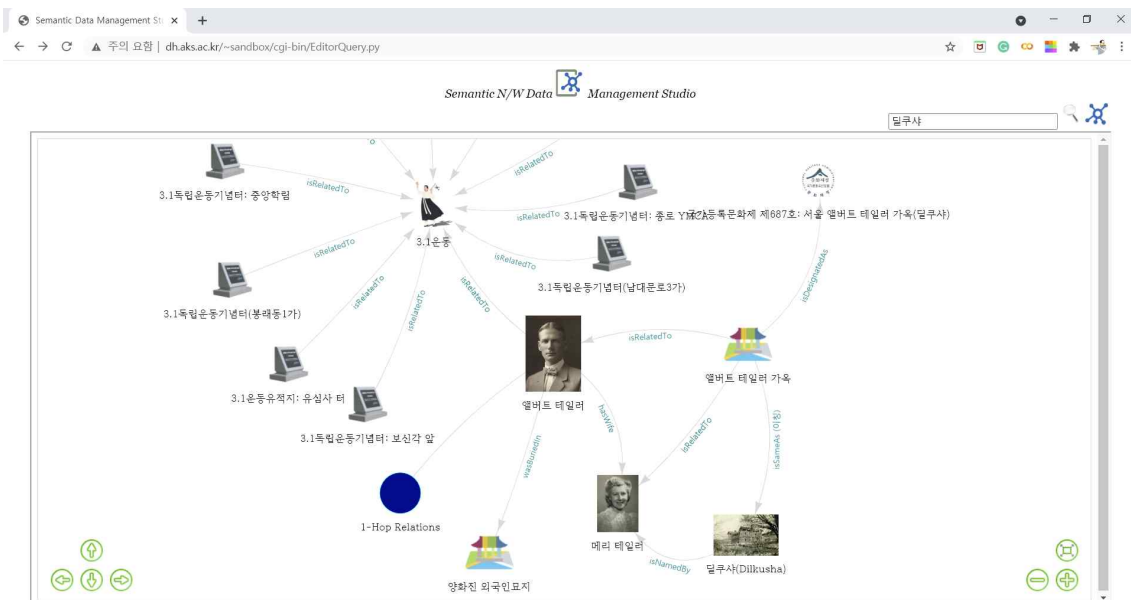 Semantic Data Management St
주의 요함 | dh.aks.ac.kr/~sandbox/cgi-bin/EditorQuery.py
Semantic N/W Data Management Studio
딜쿠샤
isRelatedTo
3.1독립운동기념터: 중앙학림
isRelatedTo
3.1운동
isRelatedTo
3.1독립운동기념터: 종로 YMCA
국가등록문화제 제687호: 서울 앨버트 테일러 가옥(딜쿠샤)
isRelatedTo
isRelatedTo
3.1독립운동기념터(남대문로3가)
isDesignatedAs
3.1독립운동기념터(봉래동1가)
isRelatedTo
isRelatedTo
isRelatedTo
isRelatedTo
앨버트 테일러 가옥
3.1운동유적지: 유심사 터
앨버트 테일러
hasWife
isRelatedTo
isSameAs (이칭)
3.1독립운동기념터: 보신각 앞
wasBuriedIn
1-Hop Relations
메리 테일러
isNamedBy
딜쿠샤(Dilkusha)
양화진 외국인묘지